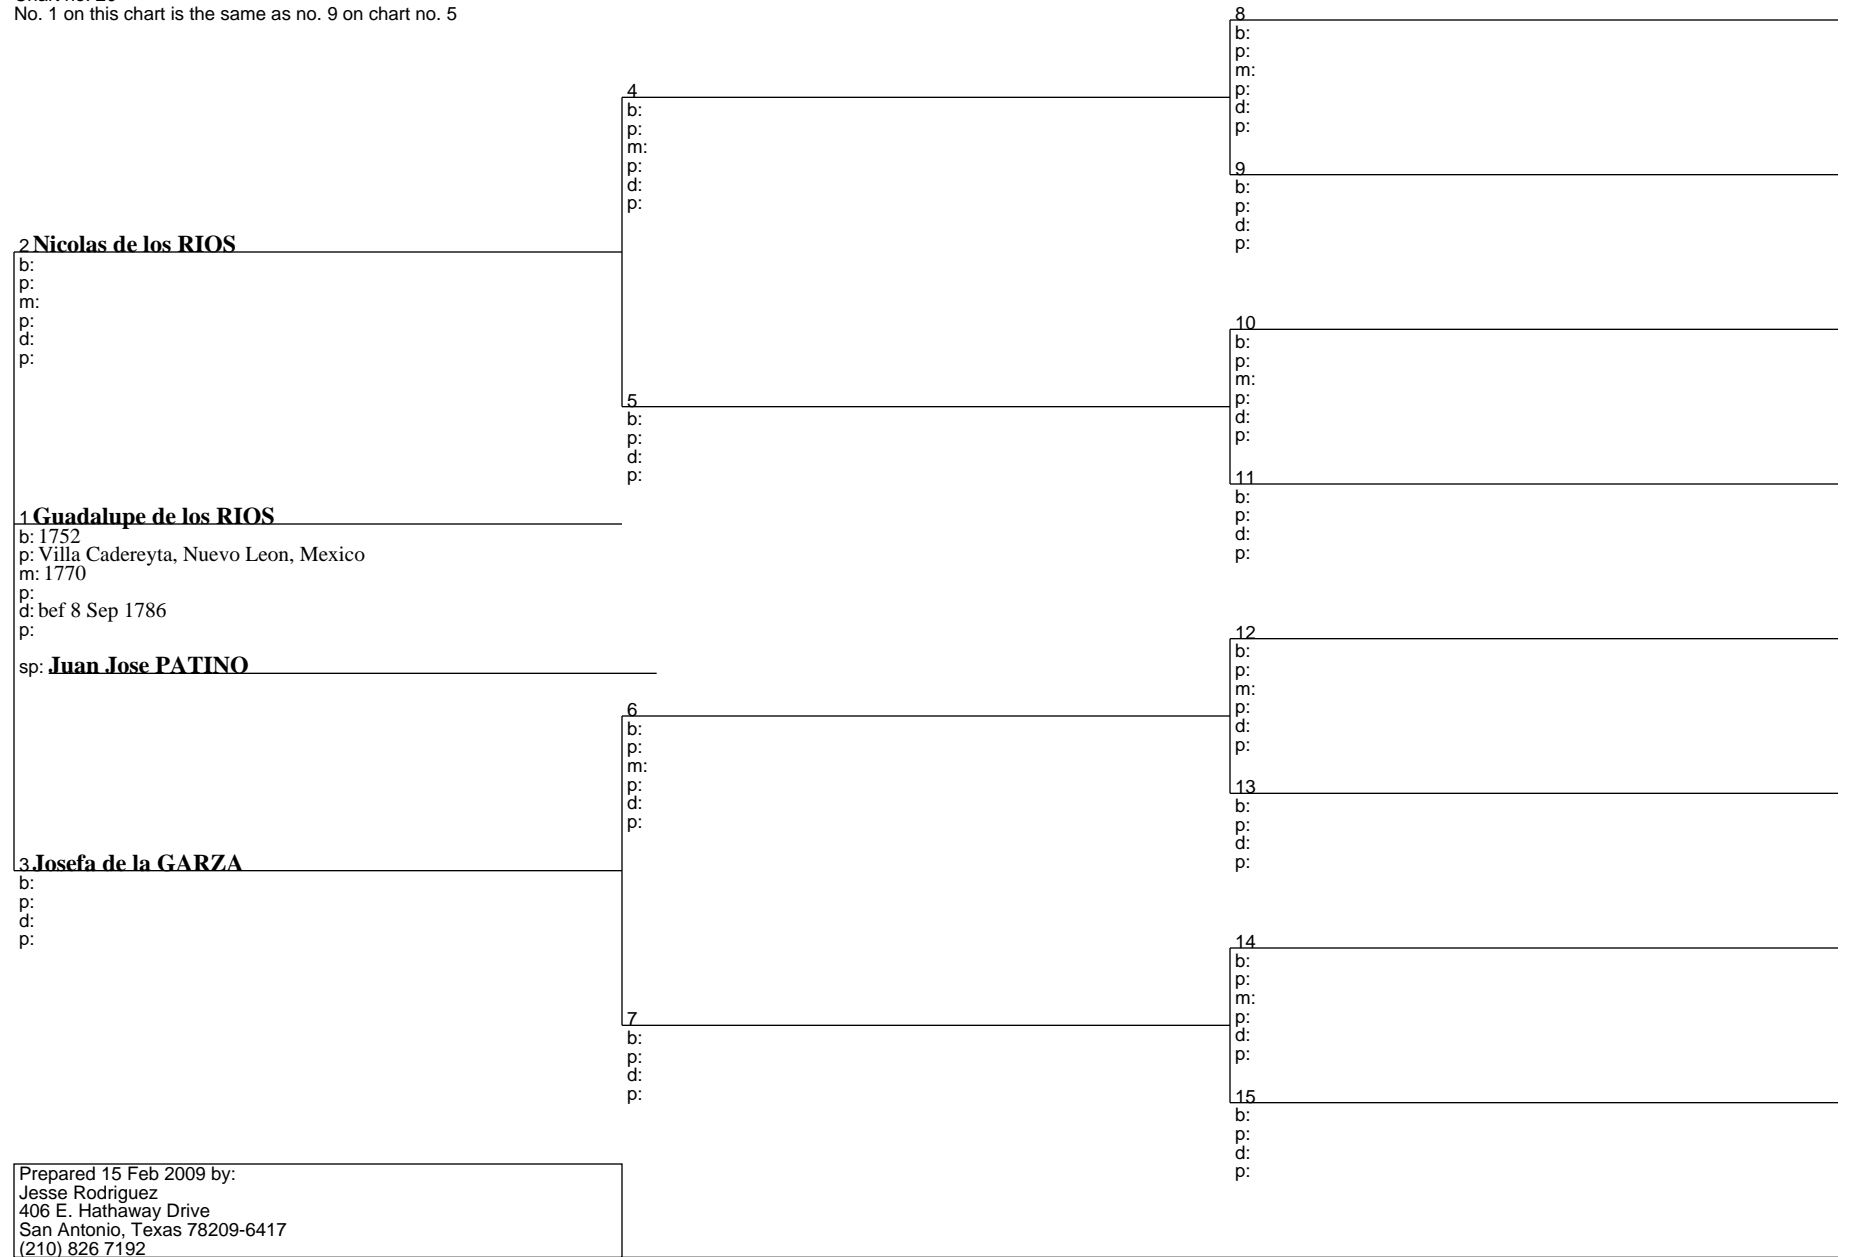 No. 1 on this chart is the same as no. 9 on chart no. 5
2 Nicolas de los RIOS
b:
p:
m:
p:
d:
p:
1 Guadalupe de los RIOS
b: 1752
p: Villa Cadereyta, Nuevo Leon, Mexico
m: 1770
p:
d: bef 8 Sep 1786
p:
sp: Juan Jose PATINO
3 Josefa de la GARZA
b:
p:
d:
p:
4
b:
p:
m:
p:
d:
p:
5
b:
p:
d:
p:
6
b:
p:
m:
p:
d:
p:
7
b:
p:
d:
p:
8
b:
p:
m:
p:
d:
p:
9
b:
p:
d:
p:
10
b:
p:
m:
p:
d:
p:
11
b:
p:
d:
p:
12
b:
p:
m:
p:
d:
p:
13
b:
p:
d:
p:
14
b:
p:
m:
p:
d:
p:
15
b:
p:
d:
p:
Prepared 15 Feb 2009 by:
Jesse Rodriguez
406 E. Hathaway Drive
San Antonio, Texas 78209-6417
(210) 826 7192